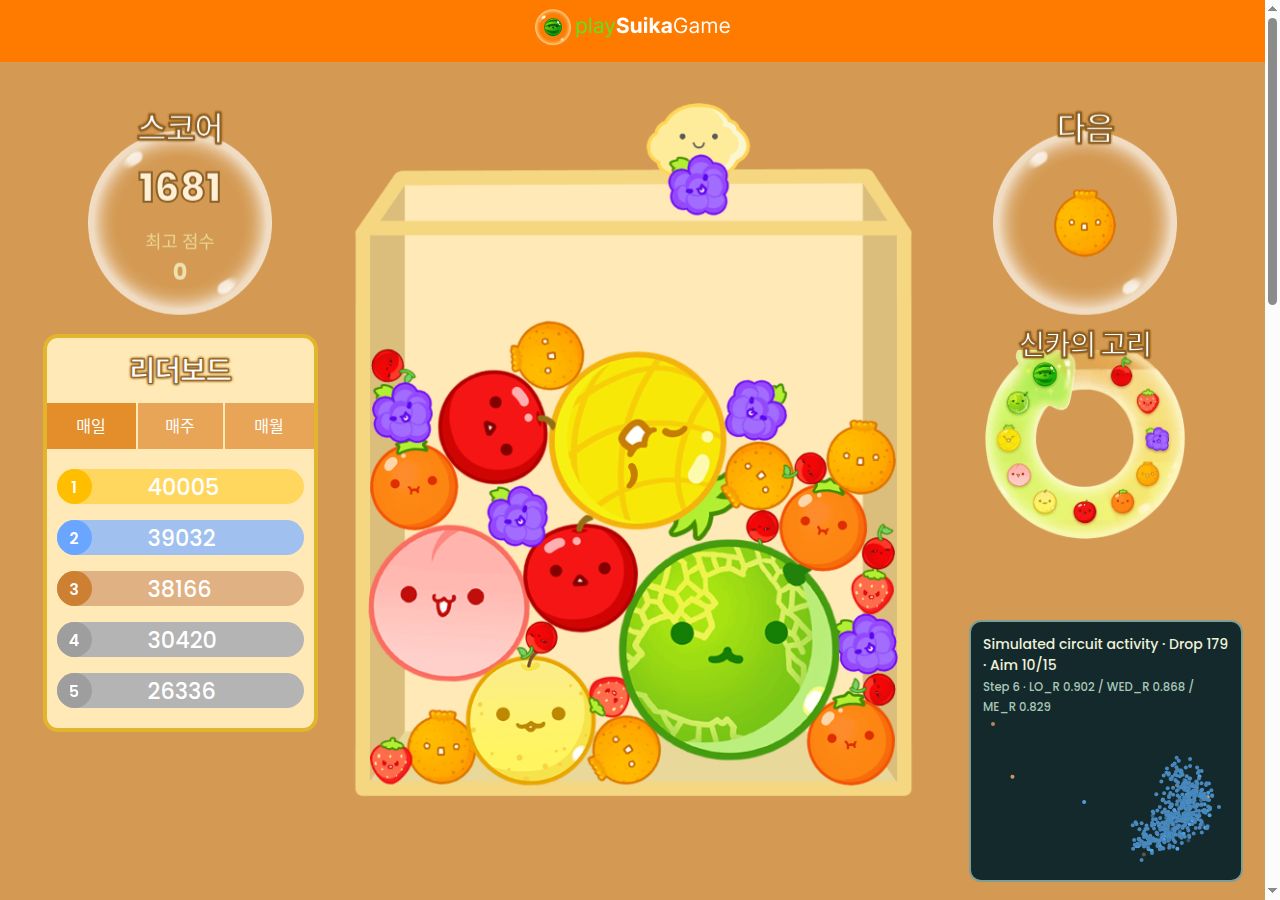 playSuikaGame
스코어
1681
최고 점수
0
다음
리더보드
매일 매주 매월
1 40005
2 39032
3 38166
4 30420
5 26336
신카의 고리
Simulated circuit activity · Drop 179
· Aim 10/15
Step 6 · LO_R 0.902 / WED_R 0.868 /
ME_R 0.829